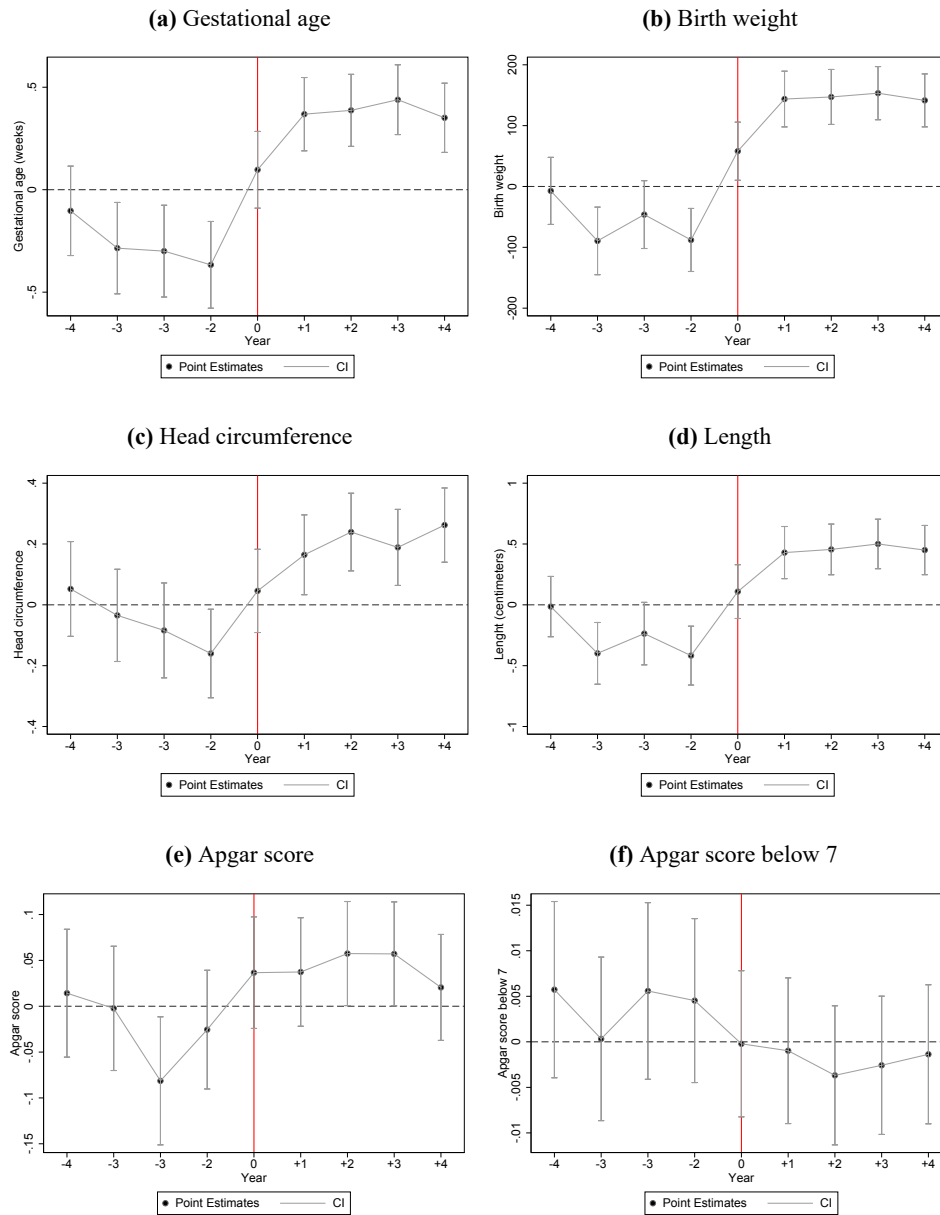 (a) Gestational age
Gestational age (weeks)
.5
0
-.5
-4 -3 -3 -2 0 +1 +2 +3 +4
Year
Point Estimates CI
(b) Birth weight
Birth weight
200
100
0
-100
-200
-4 -3 -3 -2 0 +1 +2 +3 +4
Year
Point Estimates CI
(c) Head circumference
Head circumference
.4
.2
0
-.2
-.4
-4 -3 -3 -2 0 +1 +2 +3 +4
Year
Point Estimates CI
(d) Length
Lenght (centimeters)
1
.5
0
-.5
-1
-4 -3 -3 -2 0 +1 +2 +3 +4
Year
Point Estimates CI
(e) Apgar score
Apgar score
.1
.05
0
-.05
-.1
-.15
-4 -3 -3 -2 0 +1 +2 +3 +4
Year
Point Estimates CI
(f) Apgar score below 7
Apgar score below 7
.015
.01
.005
0
-.005
-.01
-4 -3 -3 -2 0 +1 +2 +3 +4
Year
Point Estimates CI